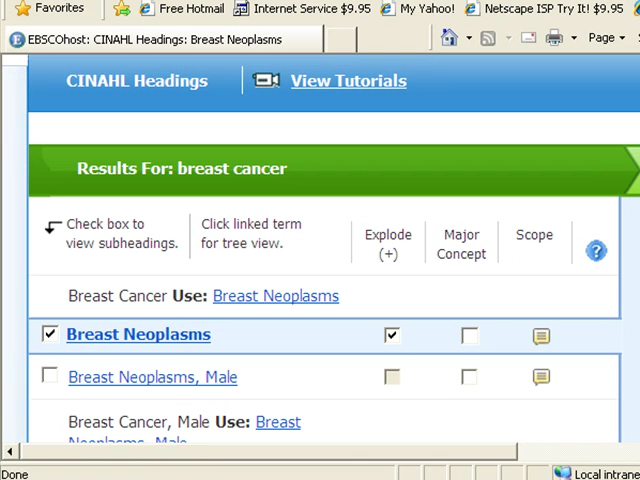 Favorites Free Hotmail Internet Service $9.95 My Yahoo! Netscape ISP Try It! $9.95
EBSCOhost: CINAHL Headings: Breast Neoplasms Page
CINAHL Headings View Tutorials
Results For: breast cancer
Check box to view subheadings.
Click linked term for tree view.
Explode (+)
Major Concept
Scope
?
Breast Cancer Use: Breast Neoplasms
Breast Neoplasms
Breast Neoplasms, Male
Breast Cancer, Male Use: Breast
Neoplasms, Male
Done Local intrane